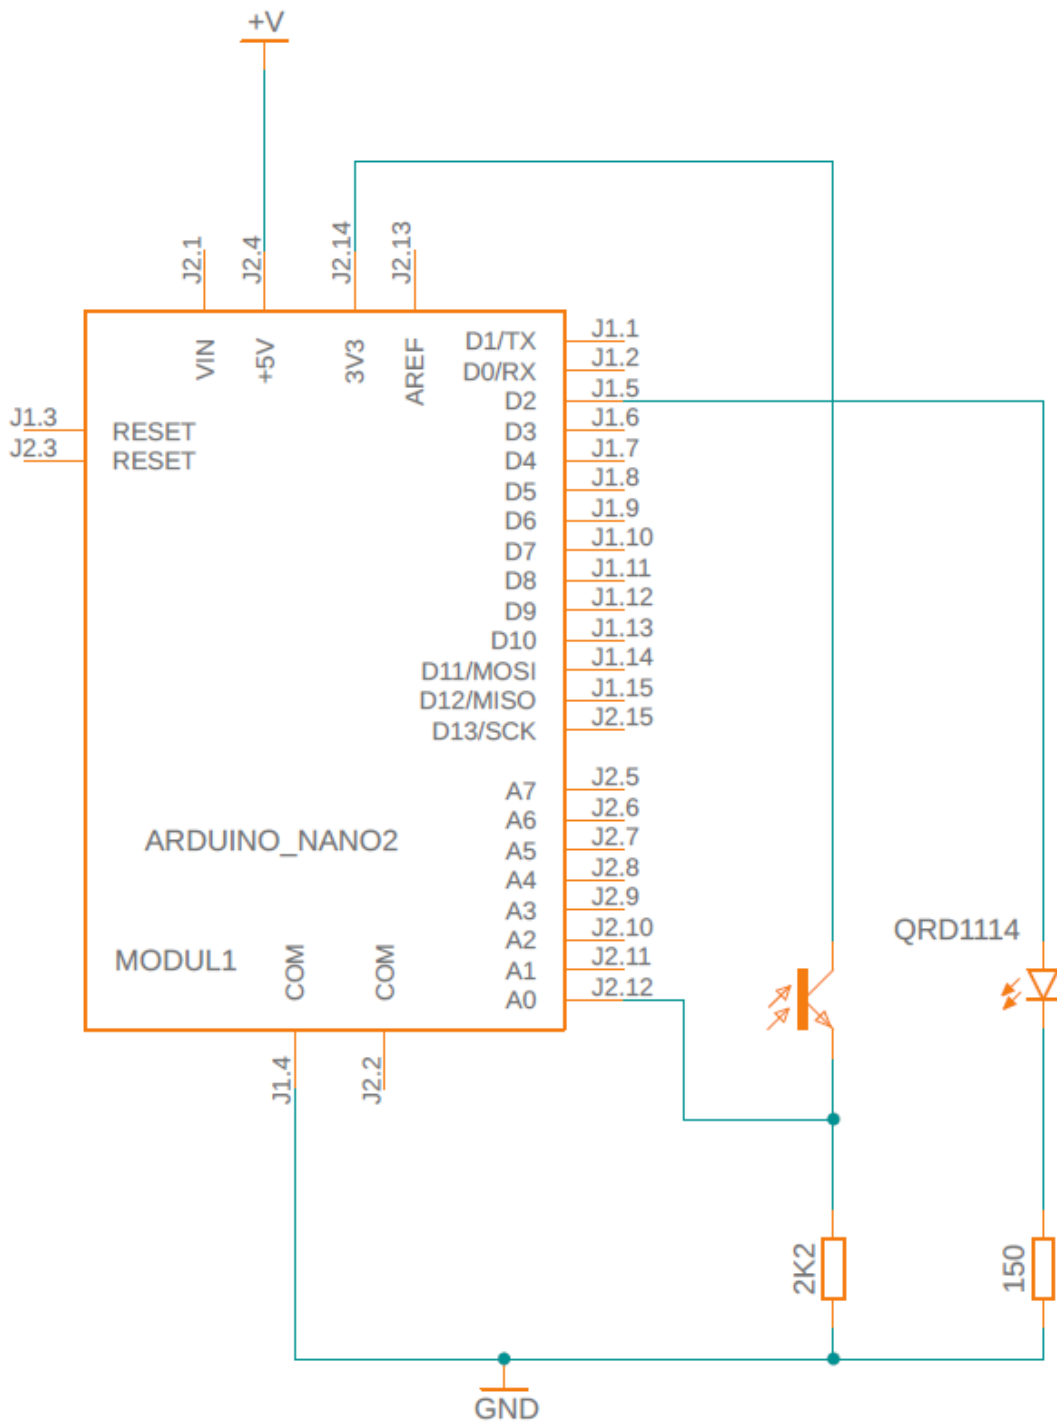 +V
J2.1
J2.4
J2.14
J2.13
VIN
+5V
3V3
AREF
J1.3
RESET
J2.3
RESET
D1/TX
J1.1
D0/RX
J1.2
D2
J1.5
D3
J1.6
D4
J1.7
D5
J1.8
D6
J1.9
D7
J1.10
D8
J1.11
D9
J1.12
D10
J1.13
D11/MOSI
J1.14
D12/MISO
J1.15
D13/SCK
J2.15
A7
J2.5
A6
J2.6
ARDUINO_NANO2
A5
J2.7
A4
J2.8
A3
J2.9
A2
J2.10
QRD1114
MODUL1
COM
COM
A1
J2.11
A0
J2.12
J1.4
J2.2
2K2
150
GND